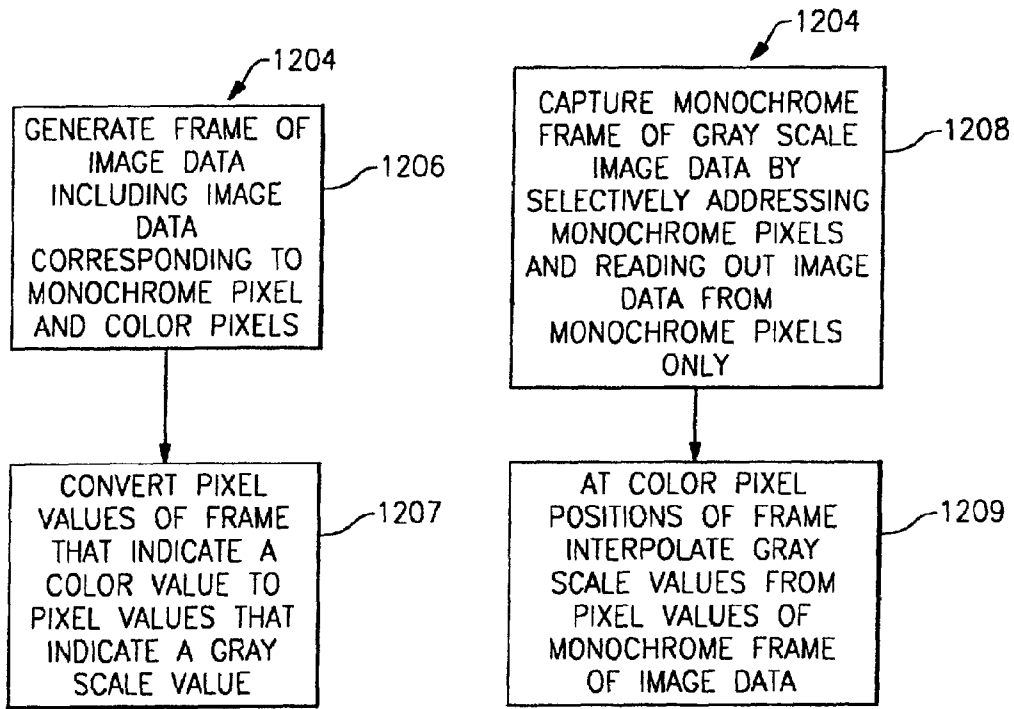 1204
GENERATE FRAME OF
IMAGE DATA
INCLUDING IMAGE
DATA
CORRESPONDING TO
MONOCHROME PIXEL
AND COLOR PIXELS
1206
CONVERT PIXEL
VALUES OF FRAME
THAT INDICATE A
COLOR VALUE TO
PIXEL VALUES THAT
INDICATE A GRAY
SCALE VALUE
1207
1204
CAPTURE MONOCHROME
FRAME OF GRAY SCALE
IMAGE DATA BY
SELECTIVELY ADDRESSING
MONOCHROME PIXELS
AND READING OUT IMAGE
DATA FROM
MONOCHROME PIXELS
ONLY
1208
AT COLOR PIXEL
POSITIONS OF FRAME
INTERPOLATE GRAY
SCALE VALUES FROM
PIXEL VALUES OF
MONOCHROME FRAME
OF IMAGE DATA
1209